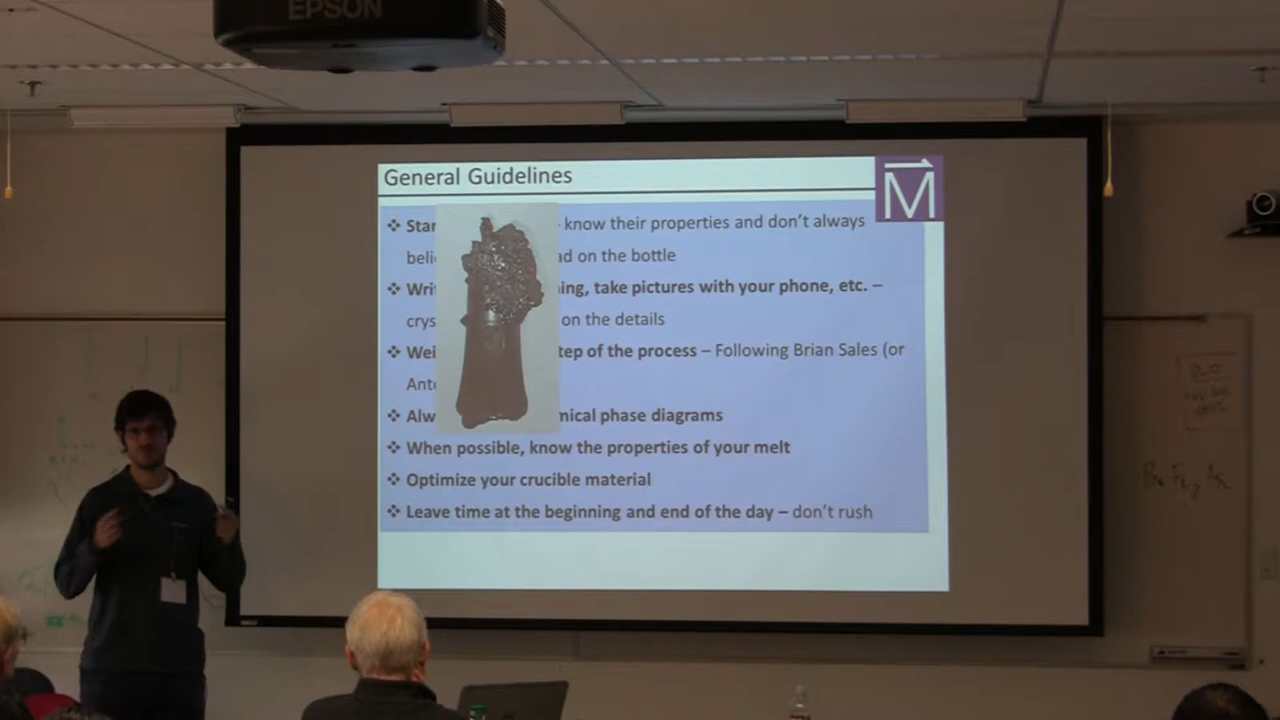 EPSON
General Guidelines
M
❖ Star know their properties and don't always
beli ad on the bottle
❖ Wri ing, take pictures with your phone, etc. –
crys on the details
❖ Wei tep of the process – Following Brian Sales (or
Anto
❖ Alw mical phase diagrams
❖ When possible, know the properties of your melt
❖ Optimize your crucible material
❖ Leave time at the beginning and end of the day – don't rush